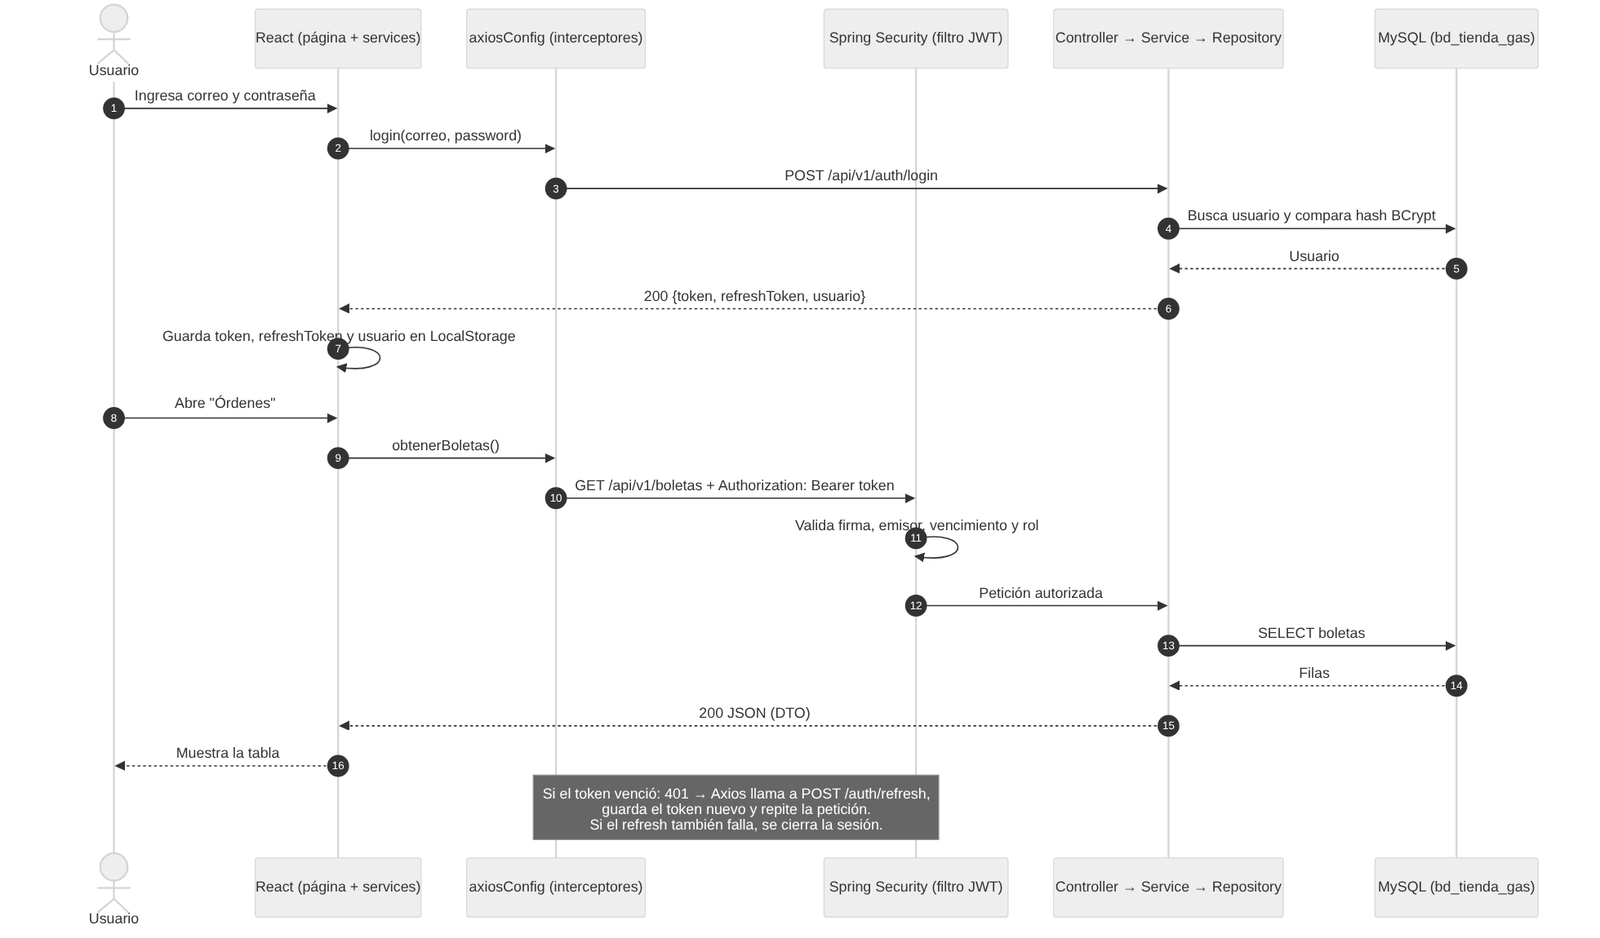 React (página + services)
axiosConfig (interceptores)
Spring Security (filtro JWT)
Controller → Service → Repository
MySQL (bd_tienda_gas)
Usuario
Ingresa correo y contraseña
1
login(correo, password)
2
POST /api/v1/auth/login
3
Busca usuario y compara hash BCrypt
4
Usuario
5
200 {token, refreshToken, usuario}
6
Guarda token, refreshToken y usuario en LocalStorage
7
Abre "Órdenes"
8
obtenerBoletas()
9
GET /api/v1/boletas + Authorization: Bearer token
10
Valida firma, emisor, vencimiento y rol
11
Petición autorizada
12
SELECT boletas
13
Filas
14
200 JSON (DTO)
15
Muestra la tabla
16
Si el token venció: 401 → Axios llama a POST /auth/refresh,
guarda el token nuevo y repite la petición.
Si el refresh también falla, se cierra la sesión.
React (página + services)
axiosConfig (interceptores)
Spring Security (filtro JWT)
Controller → Service → Repository
MySQL (bd_tienda_gas)
Usuario